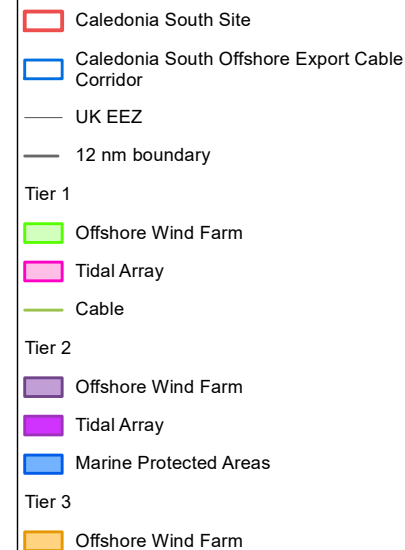 Caledonia South Site
Caledonia South Offshore Export Cable
Corridor
UK EEZ
12 nm boundary
Tier 1
Offshore Wind Farm
Tidal Array
Cable
Tier 2
Offshore Wind Farm
Tidal Array
Marine Protected Areas
Tier 3
Offshore Wind Farm